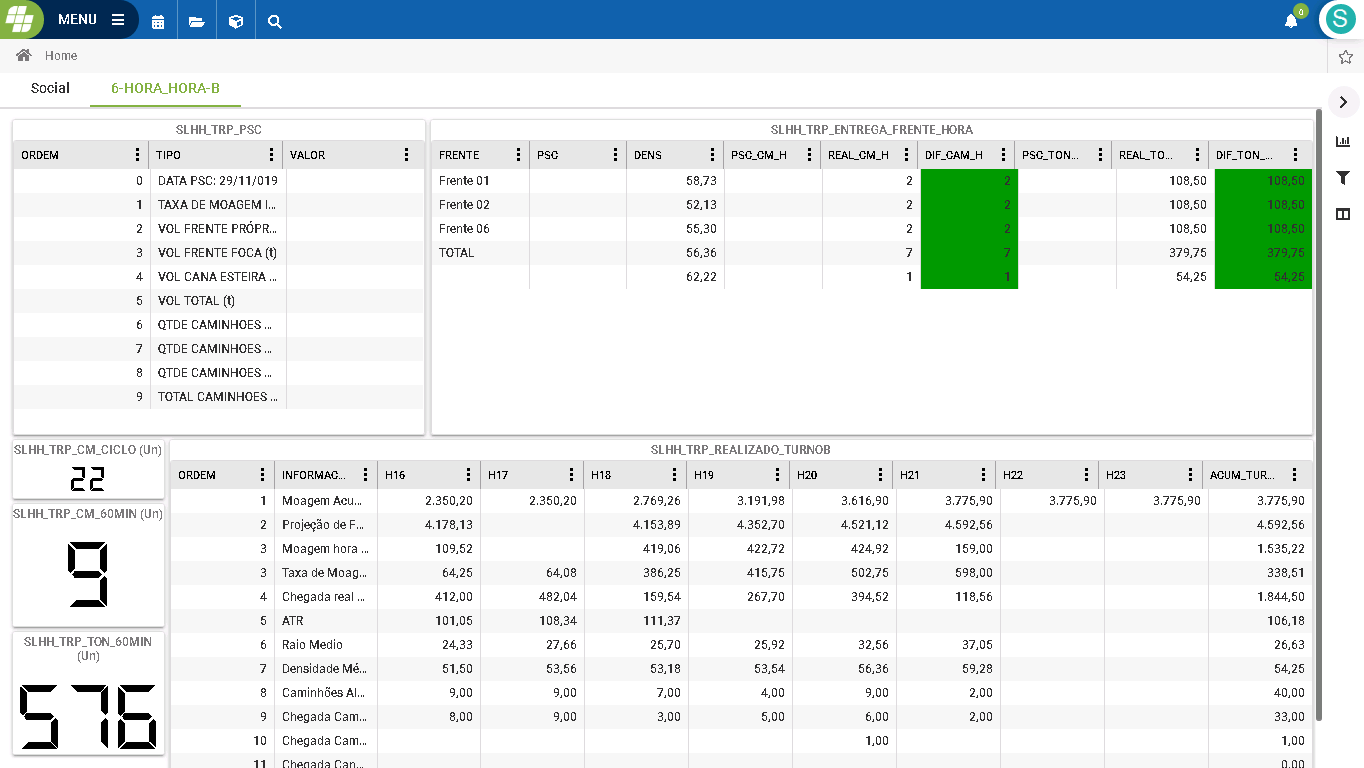 MENU
0
S
Home
Social 6-HORA_HORA-B
SLHH_TRP_PSC
ORDEM TIPO VALOR
0 DATA PSC: 29/11/019
1 TAXA DE MOAGEM I...
2 VOL FRENTE PRÓPR...
3 VOL FRENTE FOCA (t)
4 VOL CANA ESTEIRA ...
5 VOL TOTAL (t)
6 QTDE CAMINHOES ...
7 QTDE CAMINHOES ...
8 QTDE CAMINHOES ...
9 TOTAL CAMINHOES ...
SLHH_TRP_ENTREGA_FRENTE_HORA
FRENTE PSC DENS PSC_CM_H REAL_CM_H DIF_CAM_H PSC_TON... REAL_TO... DIF_TON_...
Frente 01 58,73 2 2 108,50 108,50
Frente 02 52,13 2 2 108,50 108,50
Frente 06 55,30 2 2 108,50 108,50
TOTAL 56,36 7 7 379,75 379,75
62,22 1 1 54,25 54,25
SLHH_TRP_CM_CICLO (Un)
22
SLHH_TRP_CM_60MIN (Un)
9
SLHH_TRP_TON_60MIN
(Un)
576
SLHH_TRP_REALIZADO_TURNOB
ORDEM INFORMAC... H16 H17 H18 H19 H20 H21 H22 H23 ACUM_TUR...
1 Moagem Acu... 2.350,20 2.350,20 2.769,26 3.191,98 3.616,90 3.775,90 3.775,90 3.775,90 3.775,90
2 Projeção de F... 4.178,13 4.153,89 4.352,70 4.521,12 4.592,56 4.592,56
3 Moagem hora ... 109,52 419,06 422,72 424,92 159,00 1.535,22
3 Taxa de Moag... 64,25 64,08 386,25 415,75 502,75 598,00 338,51
4 Chegada real ... 412,00 482,04 159,54 267,70 394,52 118,56 1.844,50
5 ATR 101,05 108,34 111,37 106,18
6 Raio Medio 24,33 27,66 25,70 25,92 32,56 37,05 26,63
7 Densidade Mé... 51,50 53,56 53,18 53,54 56,36 59,28 54,25
8 Caminhões Al... 9,00 9,00 7,00 4,00 9,00 2,00 40,00
9 Chegada Cam... 8,00 9,00 3,00 5,00 6,00 2,00 33,00
10 Chegada Cam... 1,00 1,00
11 Chegada Can... 0,00